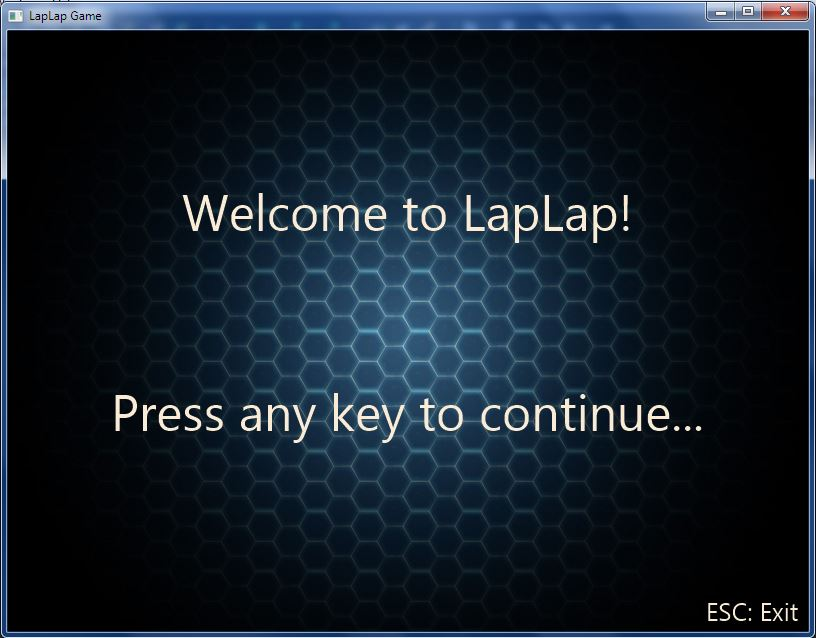 LapLap Game
Welcome to LapLap!
Press any key to continue...
ESC: Exit